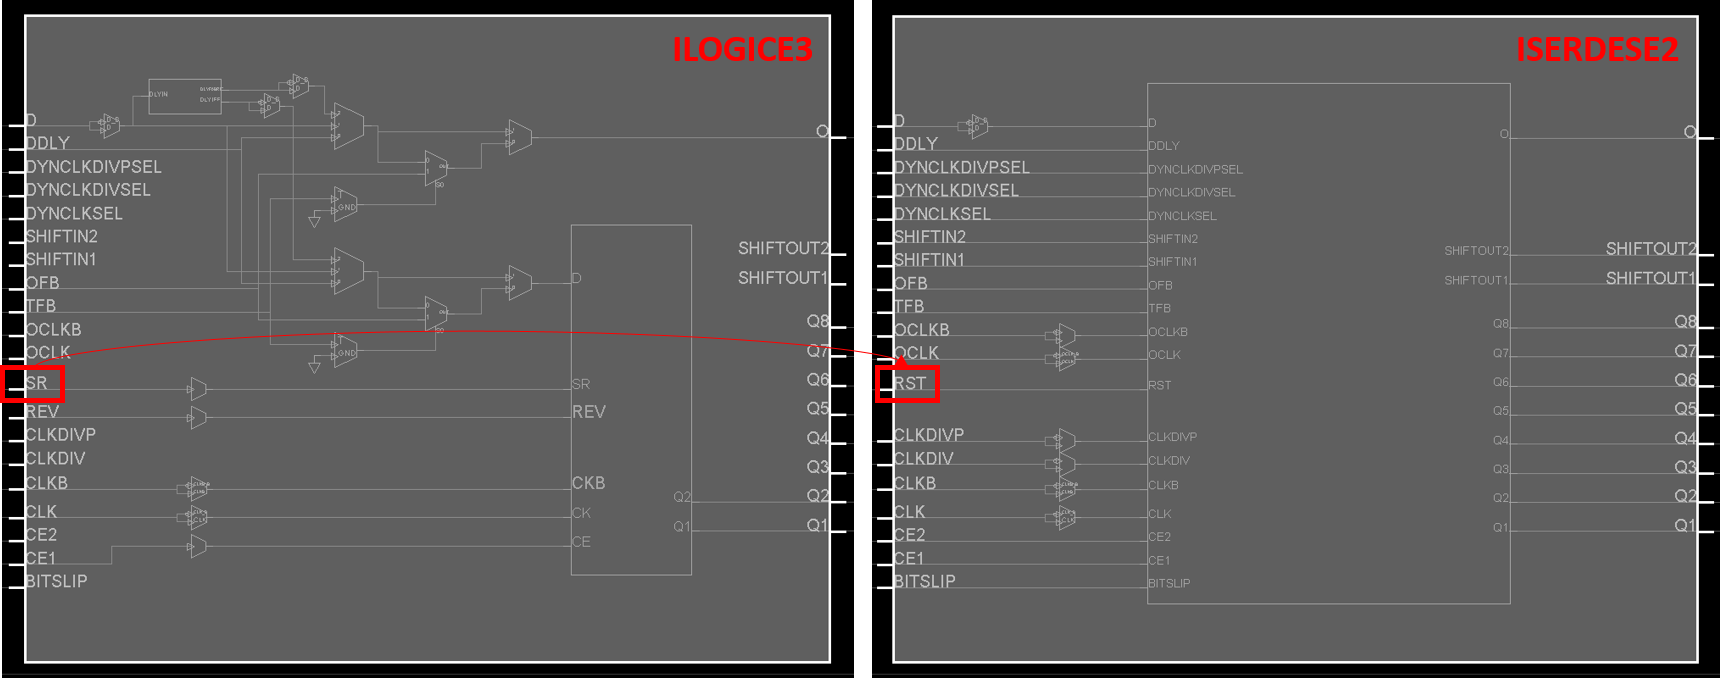 ILOGICE3
D
DDLY
DYNCLKDIVPSEL
DYNCLKDIVSEL
DYNCLKSEL
SHIFTIN2
SHIFTIN1
OFB
TFB
OCLKB
OCLK
SR
REV
CLKDIVP
CLKDIV
CLKB
CLK
CE2
CE1
BITSLIP
DLYIN
GND
GND
D
SR
REV
CKB
CK
CE
Q2
Q1
O
SHIFTOUT2
SHIFTOUT1
Q8
Q7
Q6
Q5
Q4
Q3
Q2
Q1
ISERDESE2
D
DDLY
DYNCLKDIVPSEL
DYNCLKDIVSEL
DYNCLKSEL
SHIFTIN2
SHIFTIN1
OFB
TFB
OCLKB
OCLK
RST
CLKDIVP
CLKDIV
CLKB
CLK
CE2
CE1
BITSLIP
D
DDLY
DYNCLKDIVPSEL
DYNCLKDIVSEL
DYNCLKSEL
SHIFTIN2
SHIFTIN1
OFB
TFB
OCLKB
OCLK
RST
CLKDIVP
CLKDIV
CLKB
CLK
CE2
CE1
BITSLIP
O
SHIFTOUT2
SHIFTOUT1
Q8
Q7
Q6
Q5
Q4
Q3
Q2
Q1
O
SHIFTOUT2
SHIFTOUT1
Q8
Q7
Q6
Q5
Q4
Q3
Q2
Q1